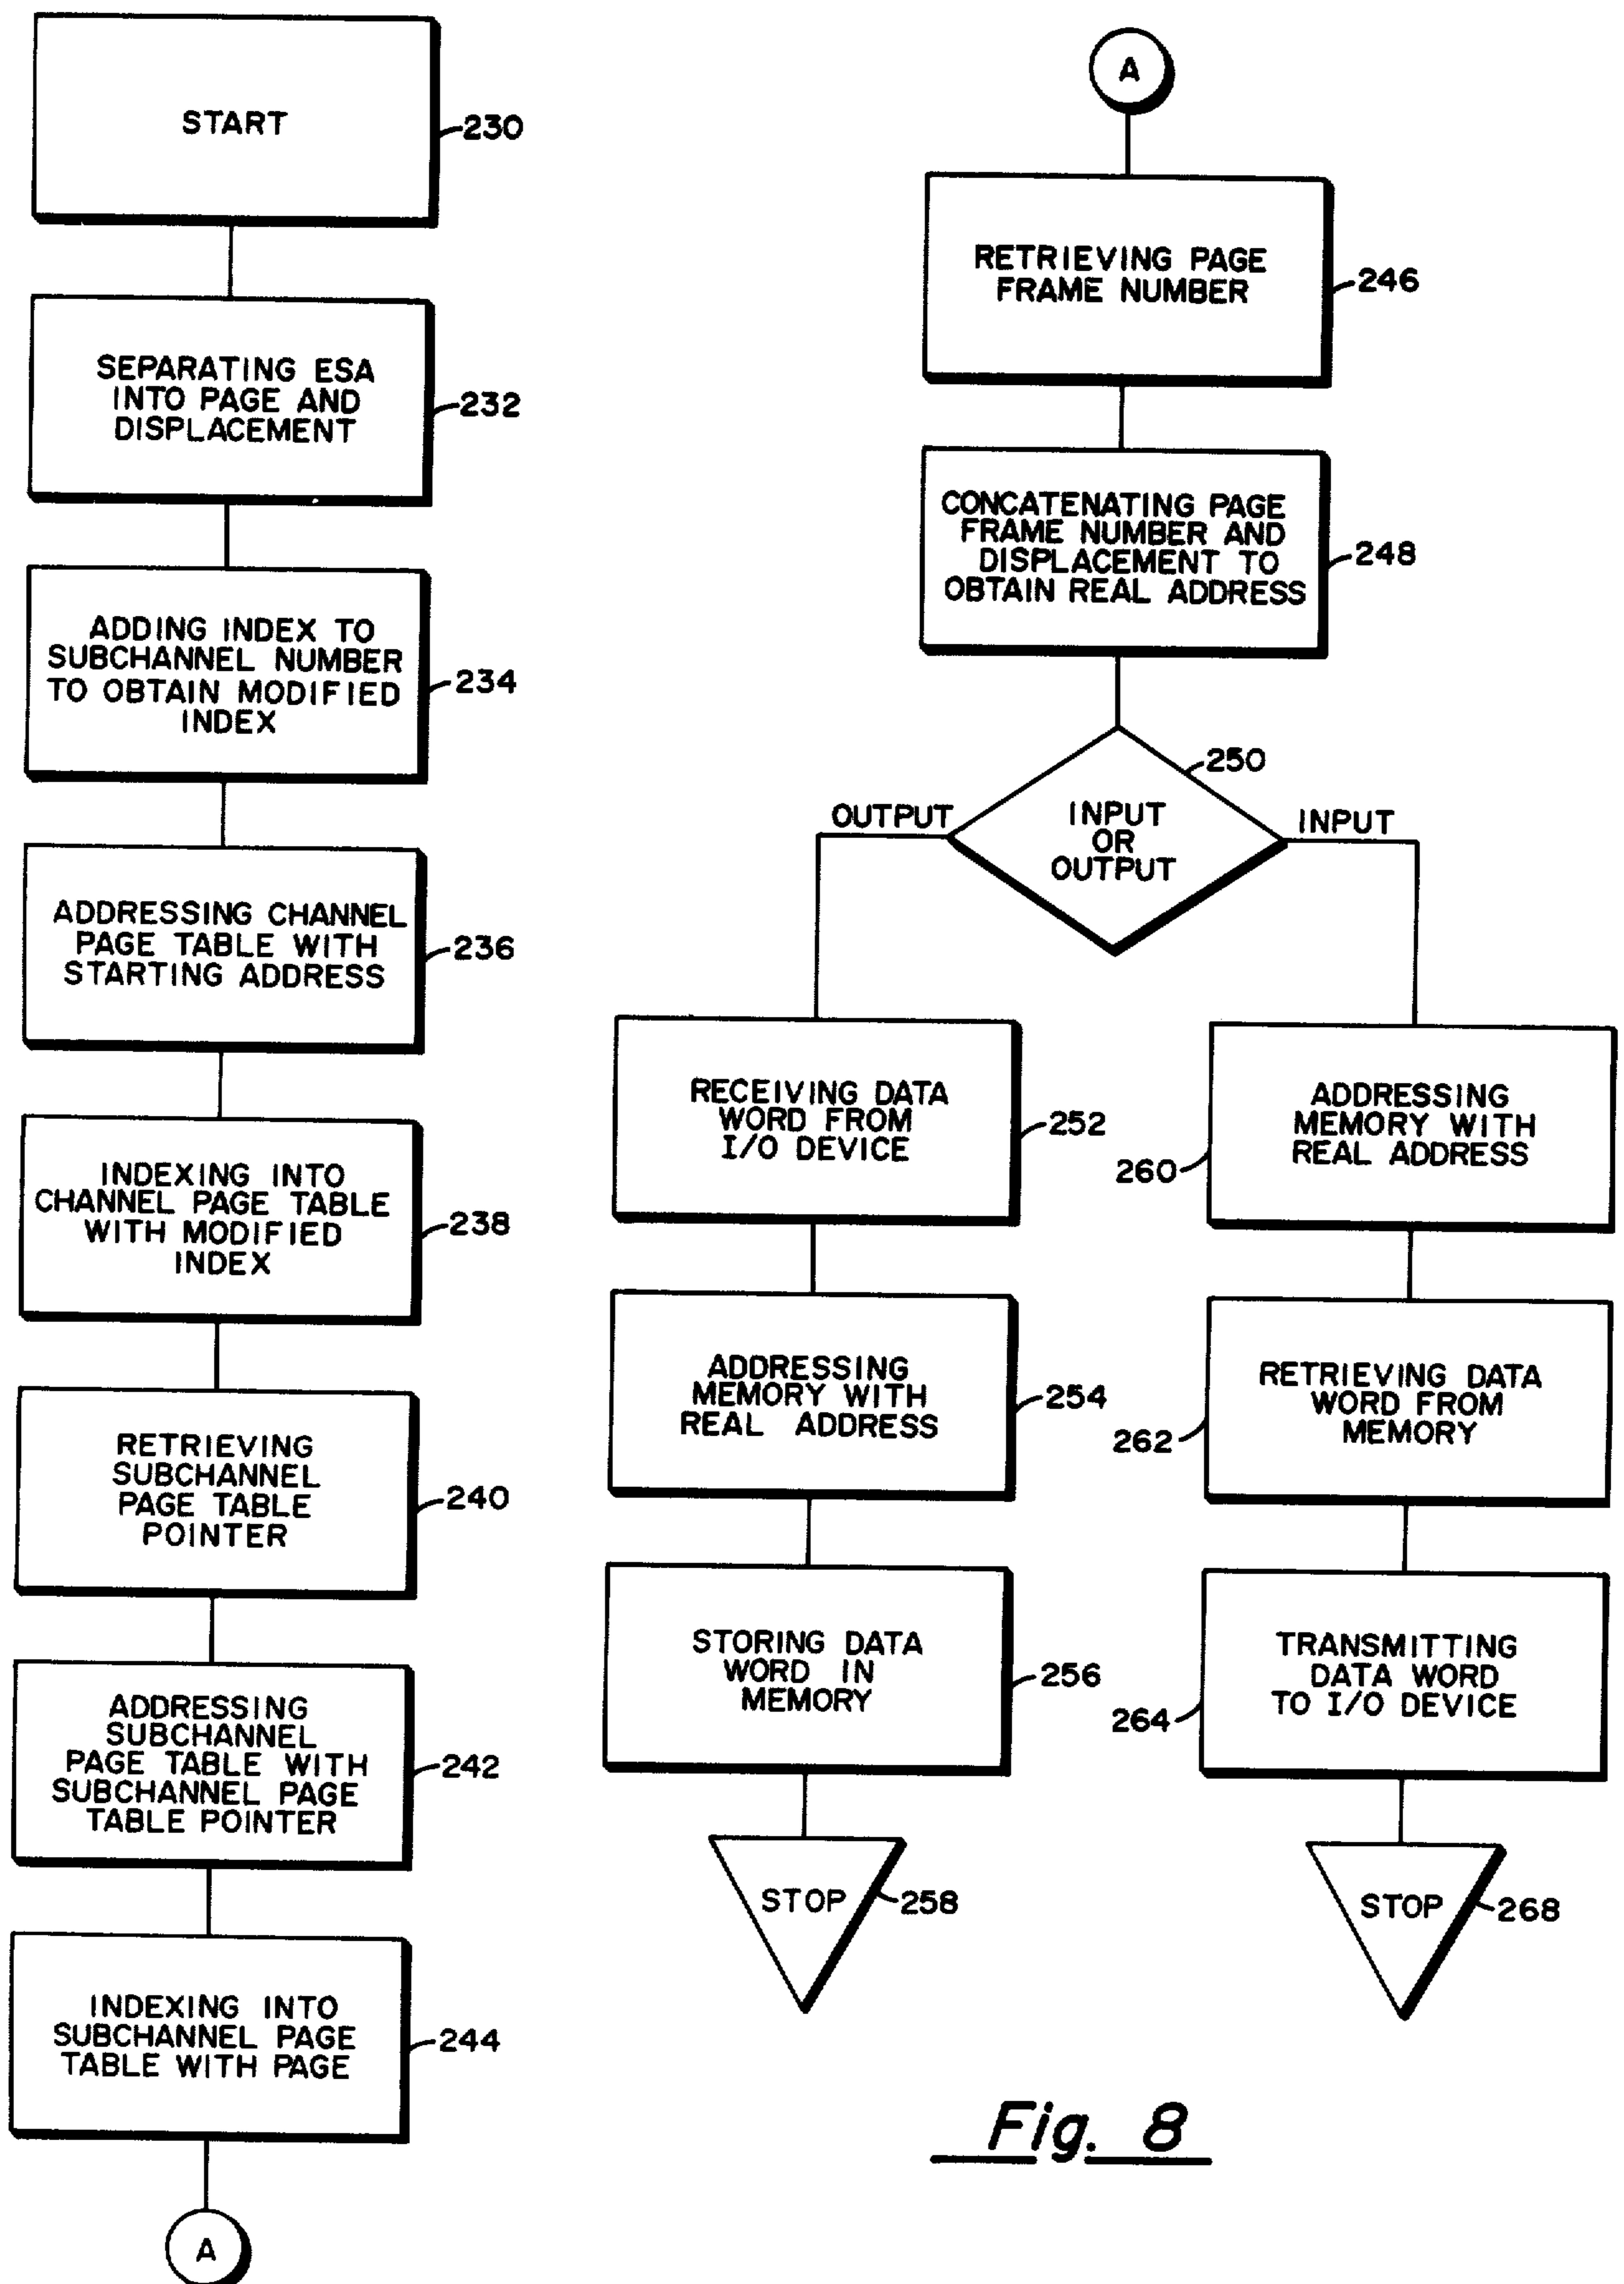 START
230
SEPARATING ESA
INTO PAGE AND
DISPLACEMENT
232
ADDING INDEX TO
SUBCHANNEL NUMBER
TO OBTAIN MODIFIED
INDEX
234
ADDRESSING CHANNEL
PAGE TABLE WITH
STARTING ADDRESS
236
INDEXING INTO
CHANNEL PAGE TABLE
WITH MODIFIED
INDEX
238
RETRIEVING
SUBCHANNEL
PAGE TABLE
POINTER
240
ADDRESSING
SUBCHANNEL
PAGE TABLE WITH
SUBCHANNEL PAGE
TABLE POINTER
242
INDEXING INTO
SUBCHANNEL PAGE
TABLE WITH PAGE
244
A
A
RETRIEVING PAGE
FRAME NUMBER
246
CONCATENATING PAGE
FRAME NUMBER AND
DISPLACEMENT TO
OBTAIN REAL ADDRESS
248
250
INPUT
OR
OUTPUT
OUTPUT
INPUT
RECEIVING DATA
WORD FROM
I/O DEVICE
252
ADDRESSING
MEMORY WITH
REAL ADDRESS
254
STORING DATA
WORD IN
MEMORY
256
STOP
258
ADDRESSING
MEMORY WITH
REAL ADDRESS
260
RETRIEVING DATA
WORD FROM
MEMORY
262
TRANSMITTING
DATA WORD
TO I/O DEVICE
264
STOP
268
Fig. 8